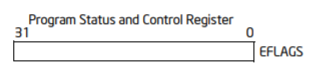 Program Status and Control Register
31 0
EFLAGS